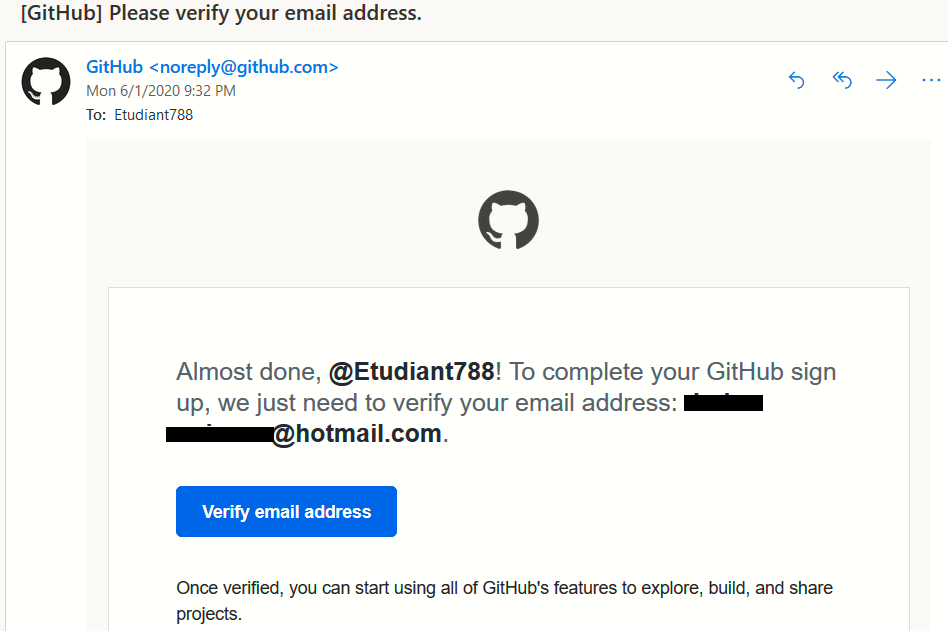 [GitHub] Please verify your email address.
GitHub <noreply@github.com>
Mon 6/1/2020 9:32 PM
To: Etudiant788
Almost done, @Etudiant788! To complete your GitHub sign
up, we just need to verify your email address:
@hotmail.com.
Verify email address
Once verified, you can start using all of GitHub's features to explore, build, and share
projects.